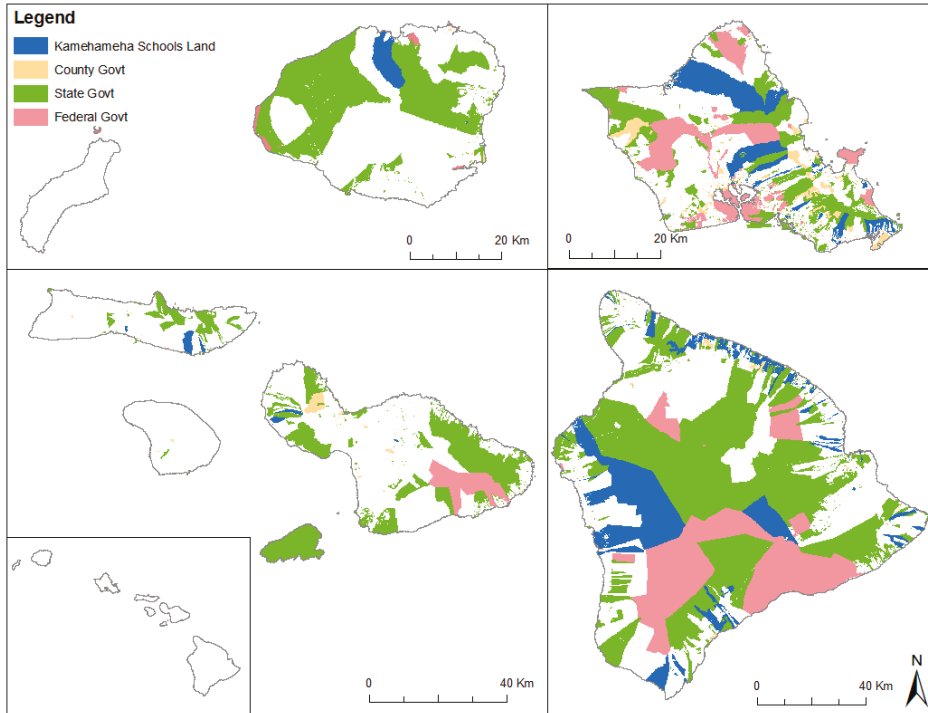 Legend
Kamehameha Schools Land
County Govt
State Govt
Federal Govt
0 20 Km
0 20 Km
0 40 Km
0 40 Km
N